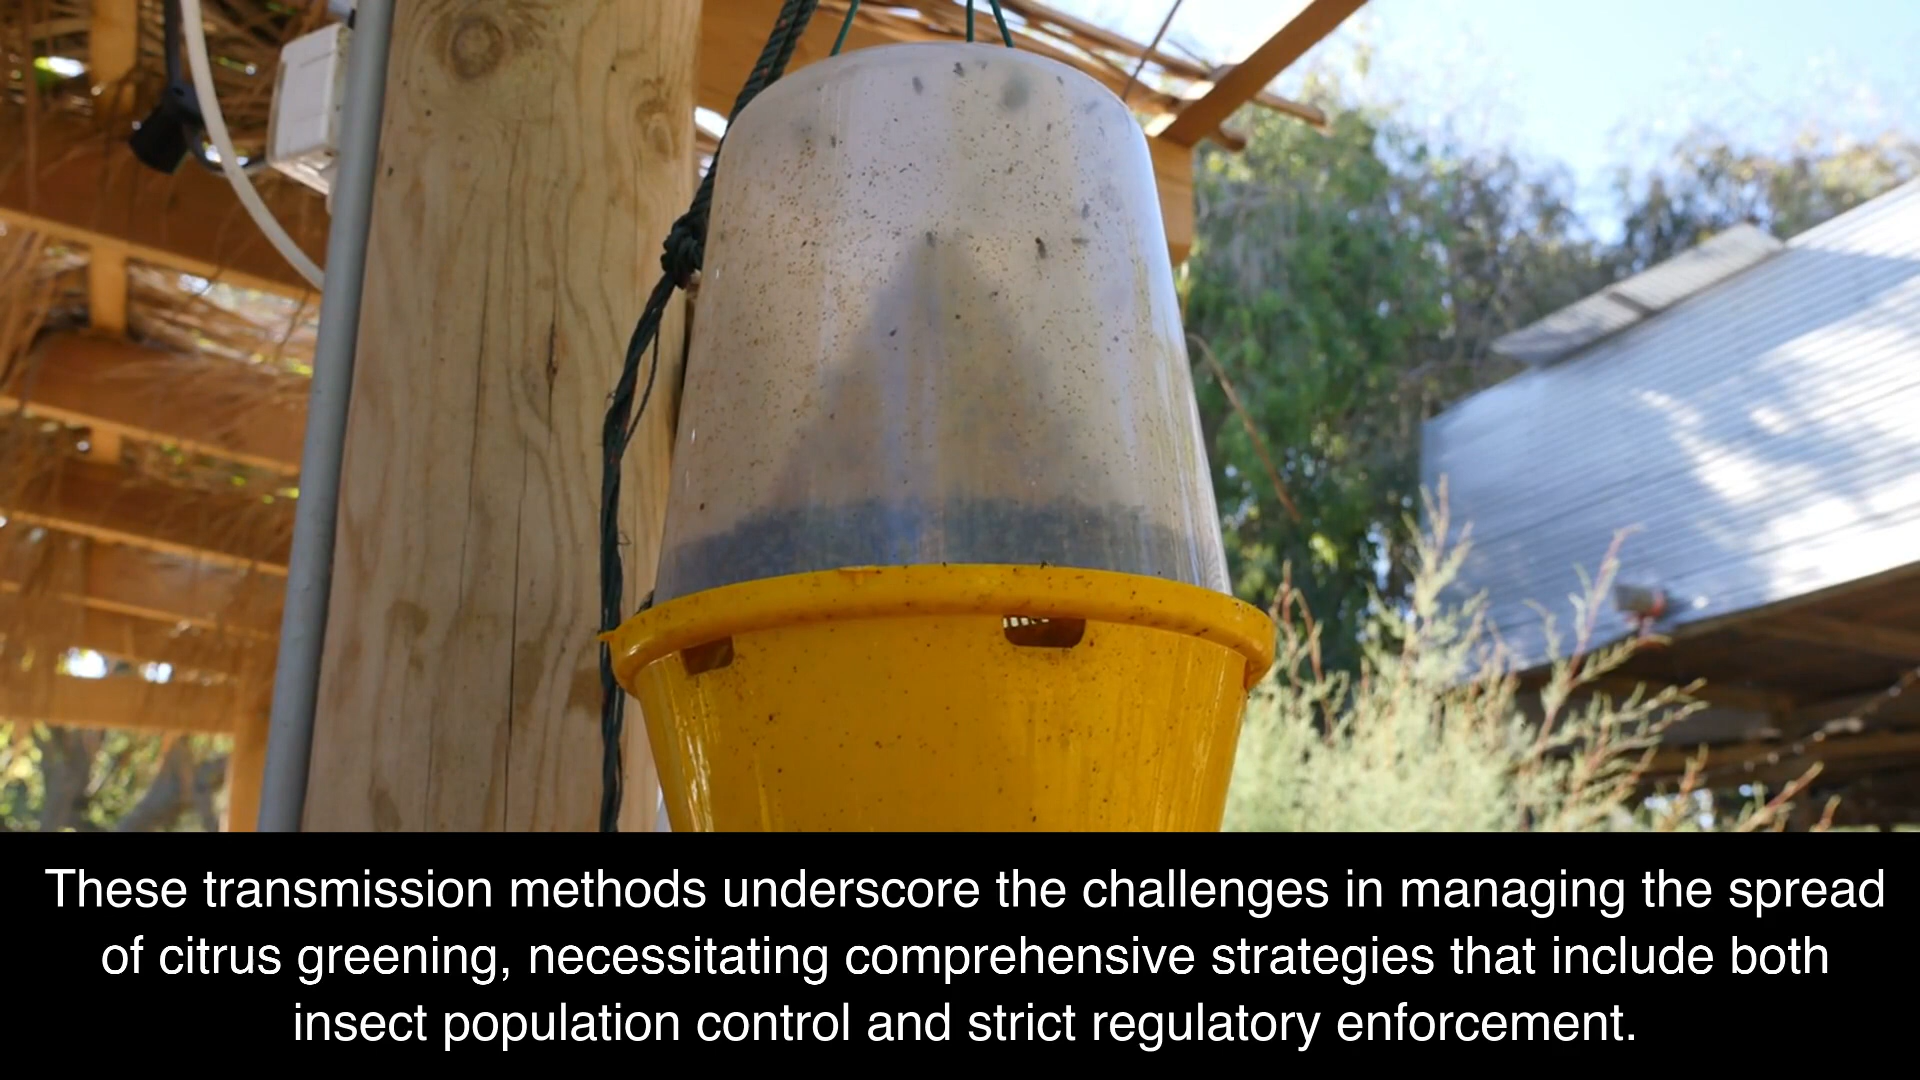 These transmission methods underscore the challenges in managing the spread
of citrus greening, necessitating comprehensive strategies that include both
insect population control and strict regulatory enforcement.